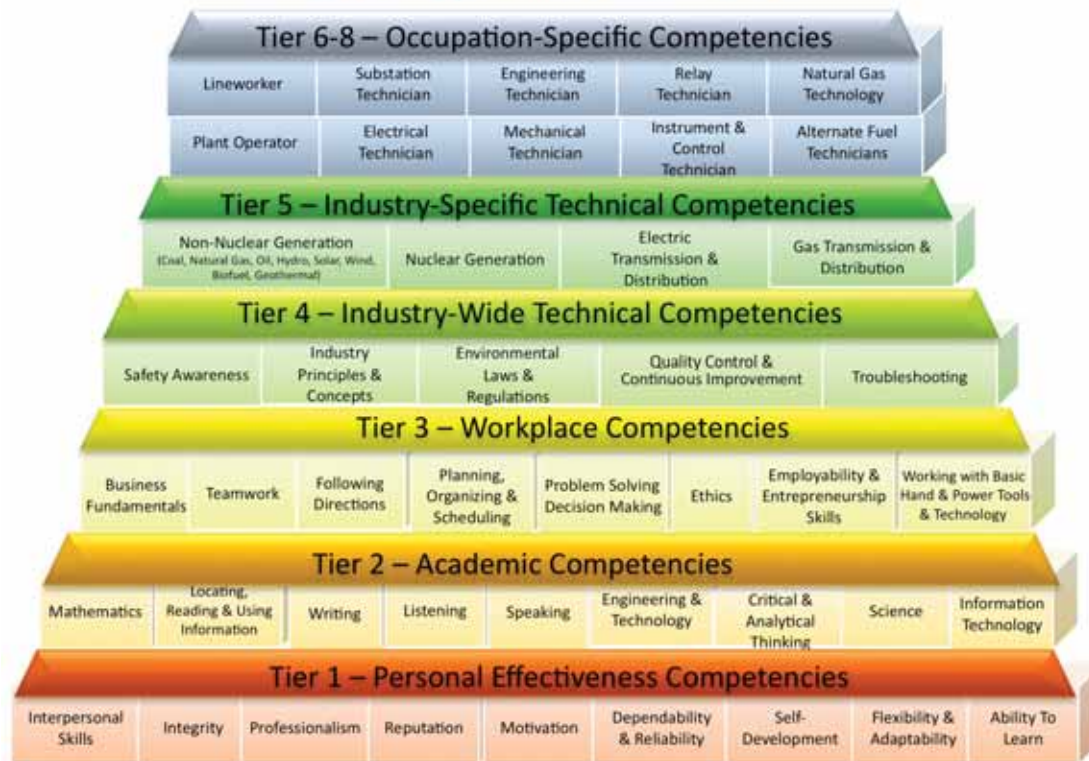 Tier 6-8 – Occupation-Specific Competencies
Lineworker
Substation
Technician
Engineering
Technician
Relay
Technician
Natural Gas
Technology
Plant Operator
Electrical
Technician
Mechanical
Technician
Instrument &
Control
Technician
Alternate Fuel
Technicians
Tier 5 – Industry-Specific Technical Competencies
Non-Nuclear Generation
(Coal, Natural Gas, Oil, Hydro, Solar, Wind,
Biofuel, Geothermal)
Nuclear Generation
Electric
Transmission &
Distribution
Gas Transmission &
Distribution
Tier 4 – Industry-Wide Technical Competencies
Safety Awareness
Industry
Principles &
Concepts
Environmental
Laws &
Regulations
Quality Control &
Continuous Improvement
Troubleshooting
Tier 3 – Workplace Competencies
Business
Fundamentals
Teamwork
Following
Directions
Planning,
Organizing &
Scheduling
Problem Solving
Decision Making
Ethics
Employability &
Entrepreneurship
Skills
Working with Basic
Hand & Power Tools
& Technology
Tier 2 – Academic Competencies
Mathematics
Locating,
Reading & Using
Information
Writing
Listening
Speaking
Engineering &
Technology
Critical &
Analytical
Thinking
Science
Information
Technology
Tier 1 – Personal Effectiveness Competencies
Interpersonal
Skills
Integrity
Professionalism
Reputation
Motivation
Dependability
& Reliability
Self-
Development
Flexibility &
Adaptability
Ability To
Learn